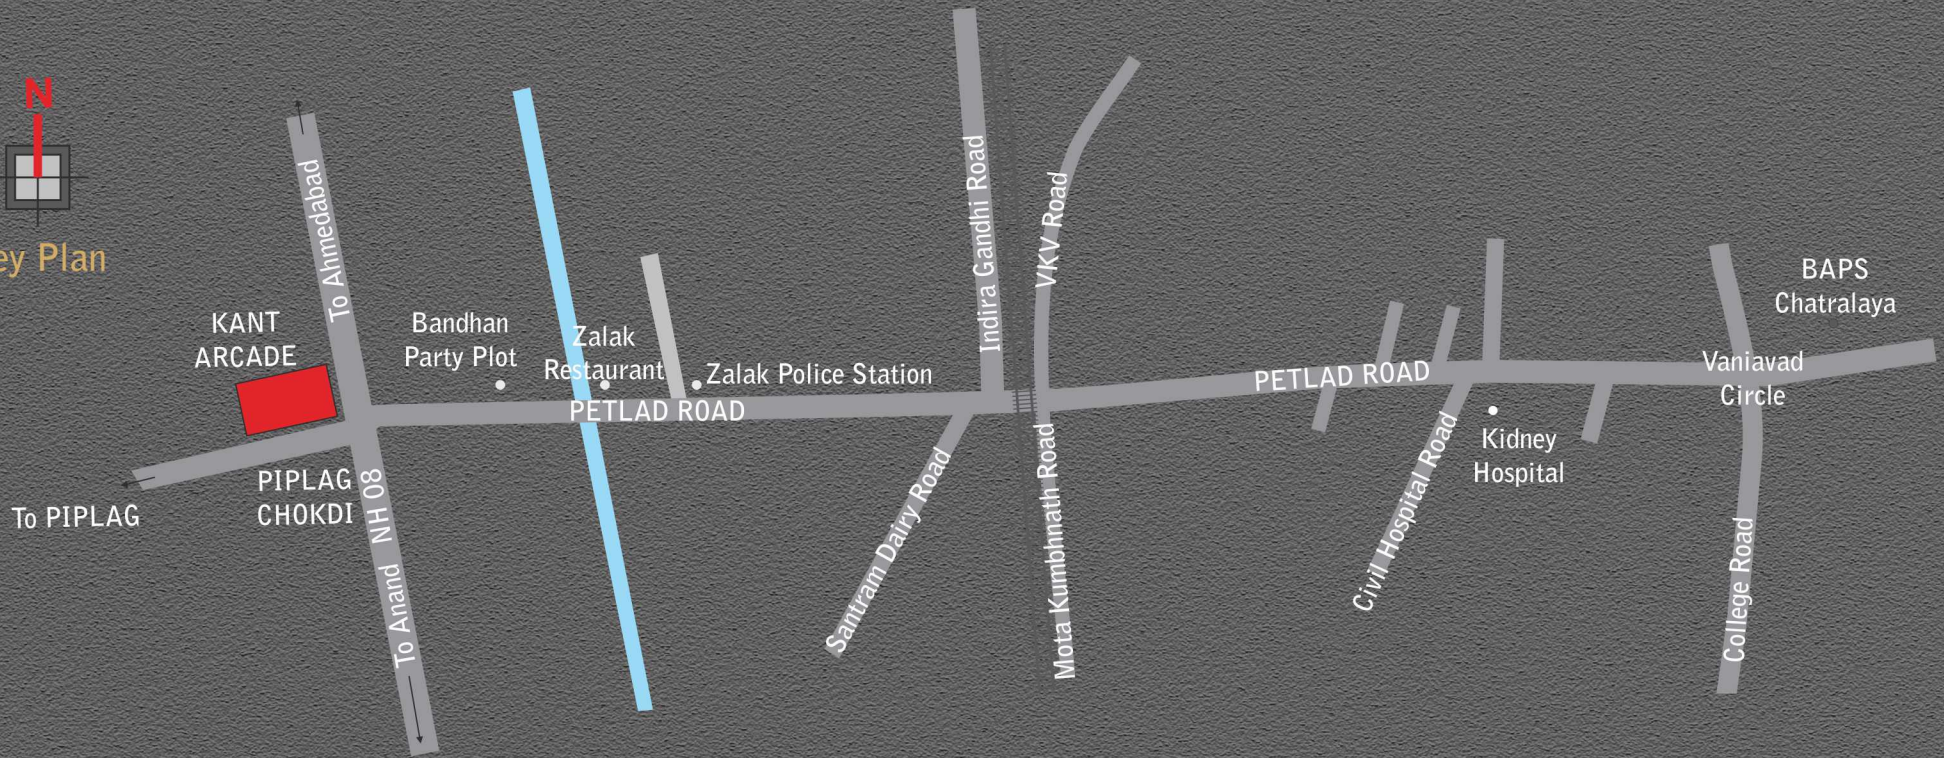 N
ey Plan
To Ahmedabad
KANT
ARCADE
Bandhan
Party Plot
Zalak
Restaurant
Zalak Police Station
PETLAD ROAD
Indira Gandhi Road
VKV Road
PETLAD ROAD
BAPS
Chatralaya
Vaniavad
Circle
Kidney
Hospital
Civil Hospital Road
College Road
Mota Kumbhnath Road
Santram Dairy Road
PIPLAG
CHOKDI
NH 08
To Anand
To PIPLAG